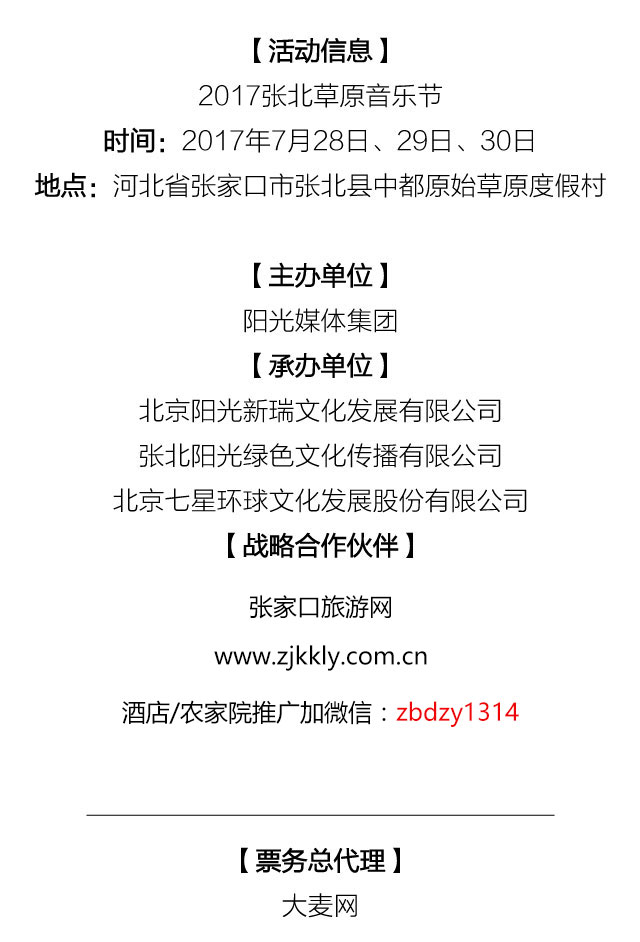 【活动信息】
2017张北草原音乐节
时间：2017年7月28日、29日、30日
地点：河北省张家口市张北县中都原始草原度假村
【主办单位】
阳光媒体集团
【承办单位】
北京阳光新瑞文化发展有限公司
张北阳光绿色文化传播有限公司
北京七星环球文化发展股份有限公司
【战略合作伙伴】
张家口旅游网
www.zjkkly.com.cn
酒店/农家院推广加微信：zbdzy1314
【票务总代理】
大麦网